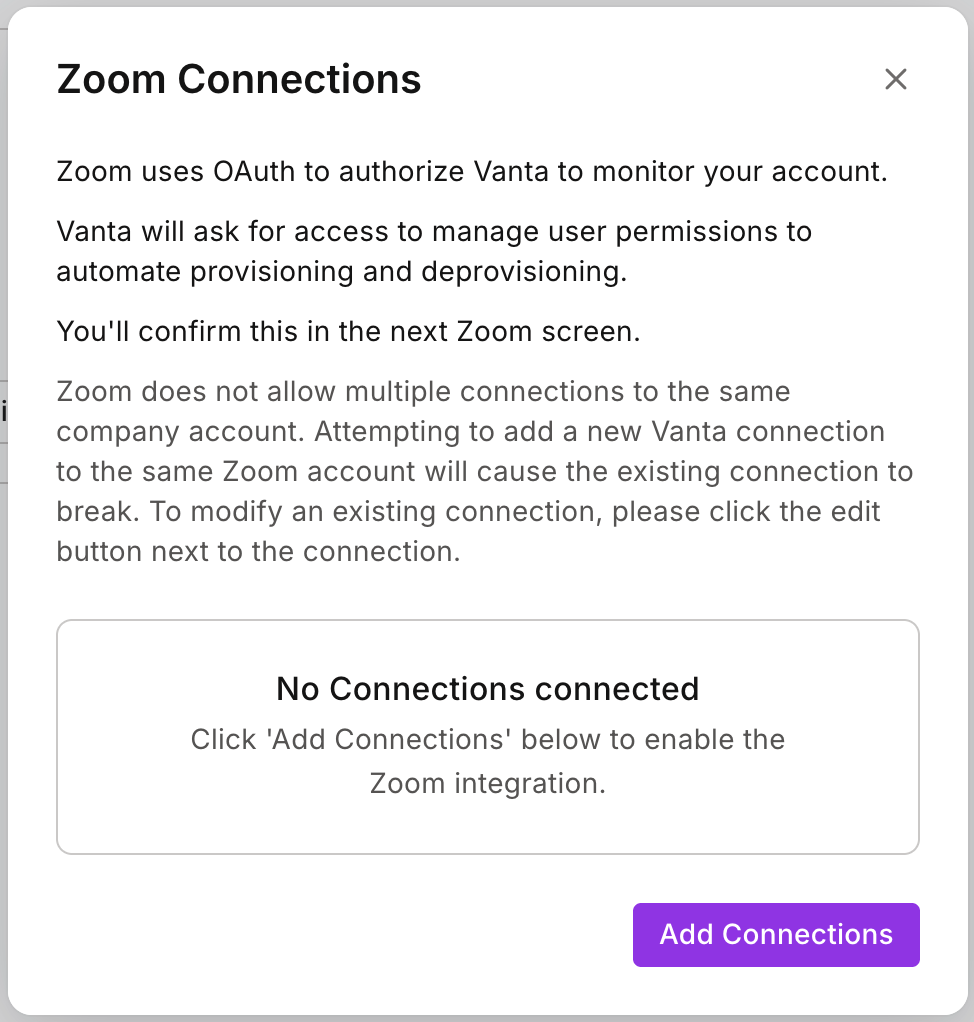 Zoom Connections
Zoom uses OAuth to authorize Vanta to monitor your account.
Vanta will ask for access to manage user permissions to
automate provisioning and deprovisioning.
You'll confirm this in the next Zoom screen.
Zoom does not allow multiple connections to the same
company account. Attempting to add a new Vanta connection
to the same Zoom account will cause the existing connection to
break. To modify an existing connection, please click the edit
button next to the connection.
No Connections connected
Click 'Add Connections' below to enable the
Zoom integration.
Add Connections